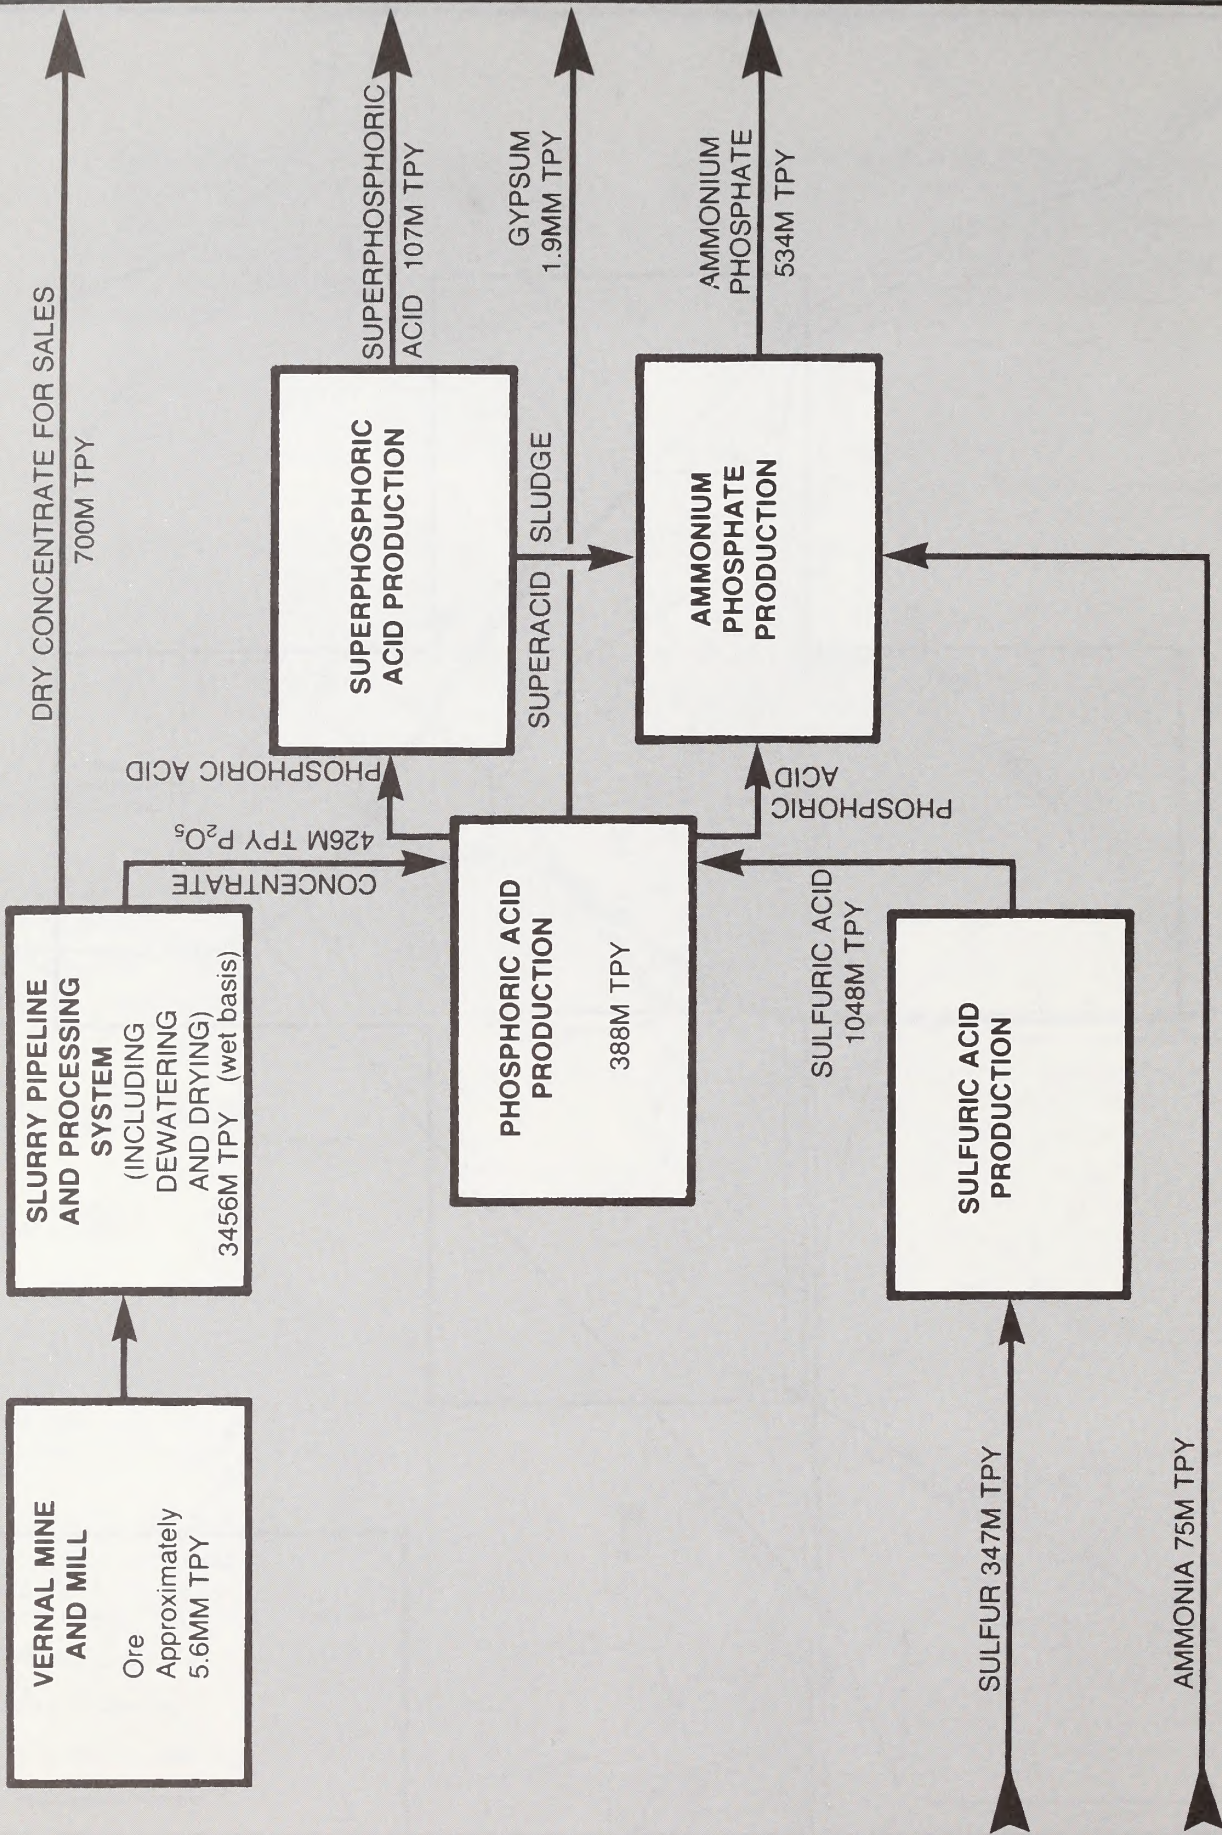 VERNAL MINE
AND MILL
Ore
Approximately
5.6MM TPY
SLURRY PIPELINE
AND PROCESSING
SYSTEM
(INCLUDING
DEWATERING
AND DRYING)
3456M TPY (wet basis)
DRY CONCENTRATE FOR SALES
700M TPY
CONCENTRATE
426M TPY P₂O₅
PHOSPHORIC ACID
SUPERPHOSPHORIC
ACID PRODUCTION
SUPERPHOSPHORIC
ACID 107M TPY
PHOSPHORIC ACID
PRODUCTION
388M TPY
SUPERACID SLUDGE
GYPSUM
1.9MM TPY
PHOSPHORIC
ACID
AMMONIUM
PHOSPHATE
PRODUCTION
AMMONIUM
PHOSPHATE
534M TPY
SULFURIC ACID
1048M TPY
SULFURIC ACID
PRODUCTION
SULFUR 347M TPY
AMMONIA 75M TPY